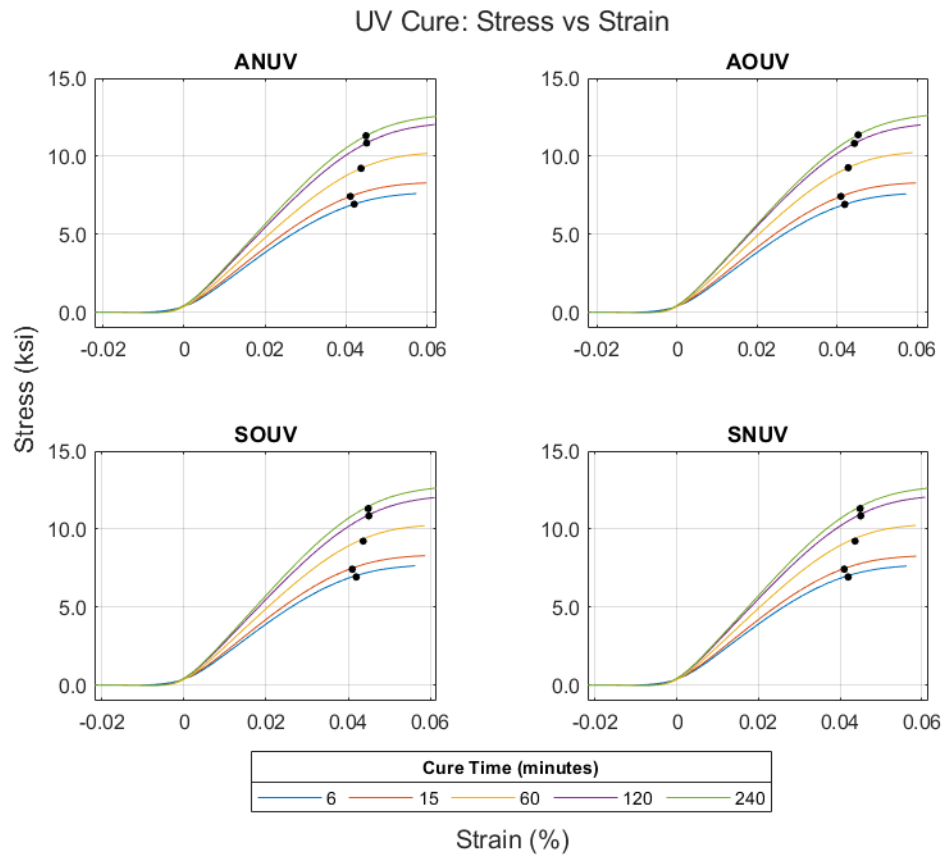 UV Cure: Stress vs Strain
ANUV
15.0
10.0
5.0
0.0
-0.02 0 0.02 0.04 0.06
AOUV
15.0
10.0
5.0
0.0
-0.02 0 0.02 0.04 0.06
Stress (ksi)
SOUV
15.0
10.0
5.0
0.0
-0.02 0 0.02 0.04 0.06
SNUV
15.0
10.0
5.0
0.0
-0.02 0 0.02 0.04 0.06
Cure Time (minutes)
6 15 60 120 240
Strain (%)